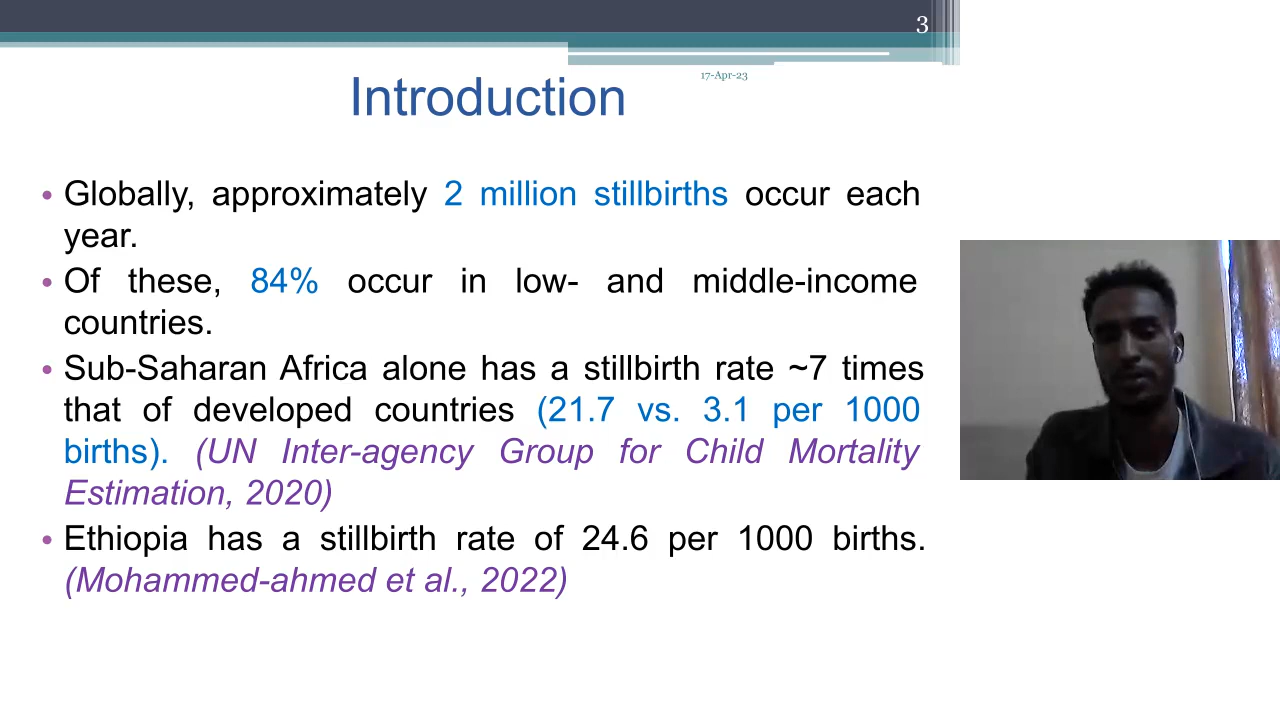 3
17-Apr-23
Introduction
• Globally, approximately 2 million stillbirths occur each
year.
• Of these, 84% occur in low- and middle-income
countries.
• Sub-Saharan Africa alone has a stillbirth rate ~7 times
that of developed countries (21.7 vs. 3.1 per 1000
births). (UN Inter-agency Group for Child Mortality
Estimation, 2020)
• Ethiopia has a stillbirth rate of 24.6 per 1000 births.
(Mohammed-ahmed et al., 2022)